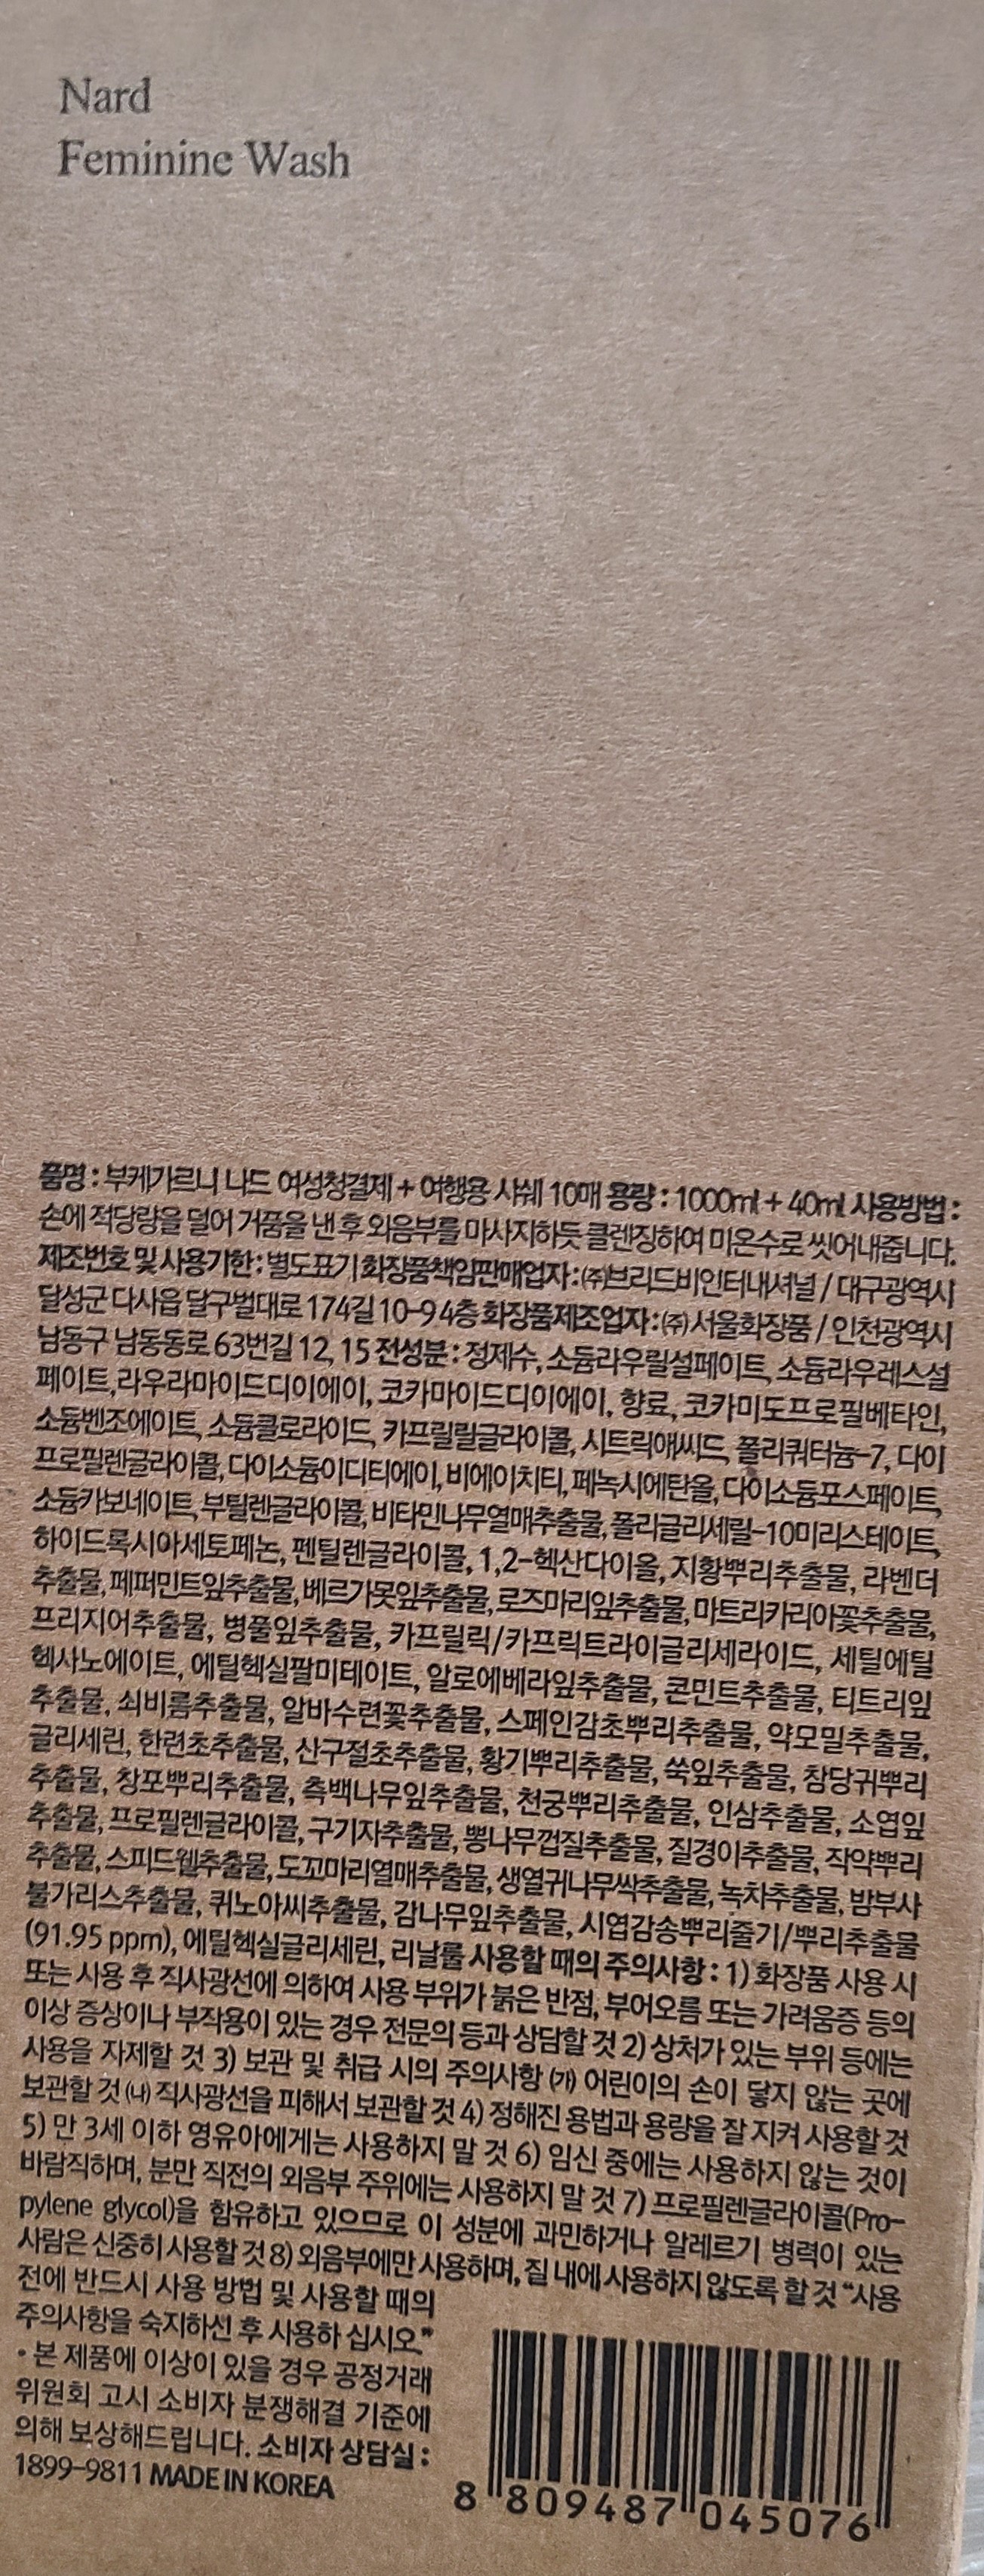 Nard
Feminine Wash
품명 : 부케가르니 나드 여성청결제 + 여행용 샤쉐 10매 용량 : 1000ml + 40ml 사용방법 :
손에 적당량을 덜어 거품을 낸 후 외음부를 마사지하듯 클렌징하여 미온수로 씻어내줍니다.
제조번호 및 사용기한 : 별도표기 화장품책임판매업자 : ㈜브리드비인터내셔널 / 대구광역시
달성군 다사읍 달구벌대로 174길 10-9 4층 화장품제조업자 : ㈜ 서울화장품 / 인천광역시
남동구 남동동로 63번길 12, 15 전성분 : 정제수, 소듐라우릴설페이트, 소듐라우레스설
페이트,라우라마이드디이에이, 코카마이드디이에이, 향료, 코카미도프로필베타인,
소듐벤조에이트, 소듐클로라이드, 카프릴릴글라이콜, 시트릭애씨드, 폴리쿼터늄-7, 다이
프로필렌글라이콜, 다이소듐이디티에이, 비에이치티, 페녹시에탄올, 다이소듐포스페이트,
소듐카보네이트, 부틸렌글라이콜, 비타민나무열매추출물, 폴리글리세릴-10미리스테이트,
하이드록시아세토페논, 펜틸렌글라이콜, 1,2-헥산다이올, 지황뿌리추출물, 라벤더
추출물, 페퍼민트잎추출물, 베르가못잎추출물, 로즈마리잎추출물, 마트리카리아꽃추출물,
프리지어추출물, 병풀잎추출물, 카프릴릭/카프릭트라이글리세라이드, 세틸에틸
헥사노에이트, 에틸헥실팔미테이트, 알로에베라잎추출물, 콘민트추출물, 티트리잎
추출물, 쇠비름추출물, 알바수련꽃추출물, 스페인감초뿌리추출물, 약모밀추출물,
글리세린, 한련초추출물, 산구절초추출물, 황기뿌리추출물, 쑥잎추출물, 참당귀뿌리
추출물, 창포뿌리추출물, 측백나무잎추출물, 천궁뿌리추출물, 인삼추출물, 소엽잎
추출물, 프로필렌글라이콜, 구기자추출물, 뽕나무껍질추출물, 질경이추출물, 작약뿌리
추출물, 스피드웰추출물, 도꼬마리열매추출물, 생열귀나무싹추출물, 녹차추출물, 밤부사
불가리스추출물, 퀴노아씨추출물, 감나무잎추출물, 시엽감송뿌리줄기/뿌리추출물
(91.95 ppm), 에틸헥실글리세린, 리날룰 사용할 때의 주의사항 : 1) 화장품 사용 시
또는 사용 후 직사광선에 의하여 사용 부위가 붉은 반점, 부어오름 또는 가려움증 등의
이상 증상이나 부작용이 있는 경우 전문의 등과 상담할 것 2) 상처가 있는 부위 등에는
사용을 자제할 것 3) 보관 및 취급 시의 주의사항 ㈎ 어린이의 손이 닿지 않는 곳에
보관할 것 ㈏ 직사광선을 피해서 보관할 것 4) 정해진 용법과 용량을 잘 지켜 사용할 것
5) 만 3세 이하 영유아에게는 사용하지 말 것 6) 임신 중에는 사용하지 않는 것이
바람직하며, 분만 직전의 외음부 주위에는 사용하지 말 것 7) 프로필렌글라이콜(Pro-
pylene glycol)을 함유하고 있으므로 이 성분에 과민하거나 알레르기 병력이 있는
사람은 신중히 사용할 것 8) 외음부에만 사용하며, 질 내에 사용하지 않도록 할 것 “사용
전에 반드시 사용 방법 및 사용할 때의
주의사항을 숙지하신 후 사용하 십시오.”
• 본 제품에 이상이 있을 경우 공정거래
위원회 고시 소비자 분쟁해결 기준에
의해 보상해드립니다. 소비자 상담실 :
1899-9811 MADE IN KOREA
8 809487 045076